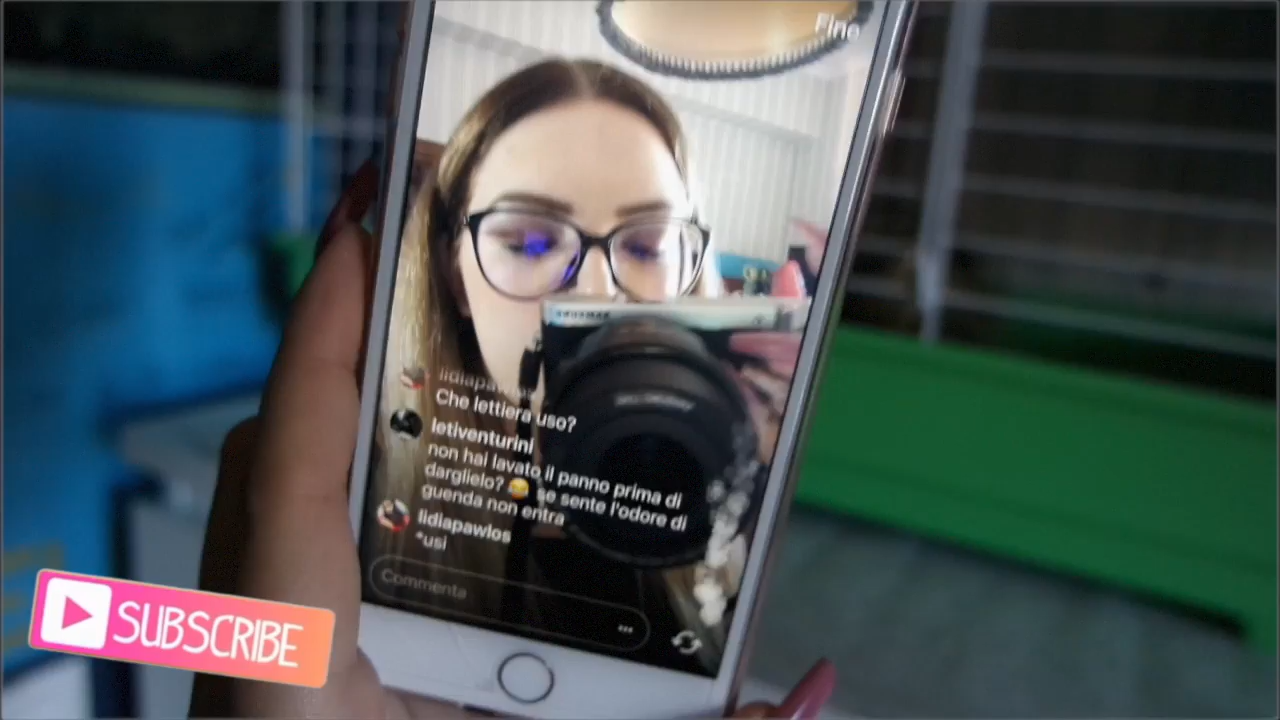 Fine
lidiapawlos
Che lettiera uso?
letiventurini
non hai lavato il panno prima di
darglielo? 😂 se sente l'odore di
guenda non entra
lidiapawlos
*usi
Commenta
SUBSCRIBE